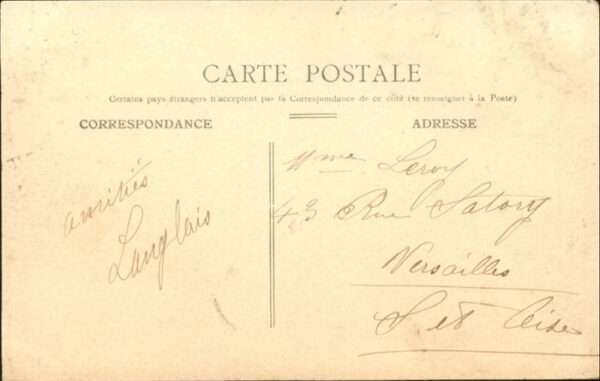 CARTE POSTALE
Certains pays étrangers n'acceptent pas la Correspondance de ce côté (se renseigner à la Poste)
CORRESPONDANCE
ADRESSE
amitiés
Langlais
Mme Leroy
43 Rue Satory
Versailles
S. et Oise